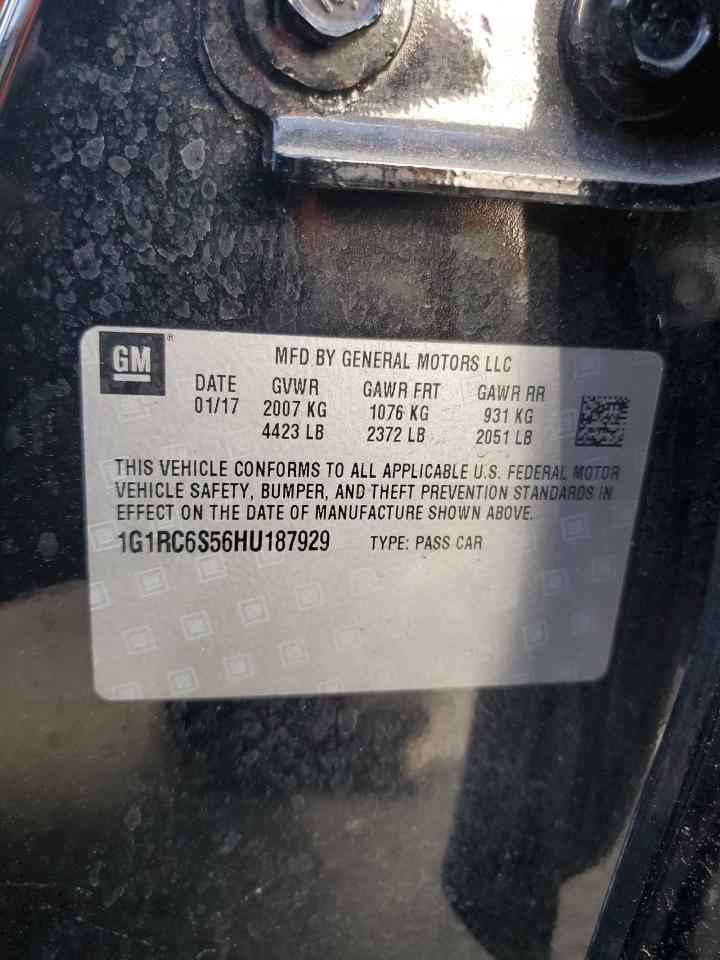 GM ®
MFD BY GENERAL MOTORS LLC
DATE GVWR GAWR FRT GAWR RR
01/17 2007 KG 1076 KG 931 KG
4423 LB 2372 LB 2051 LB
THIS VEHICLE CONFORMS TO ALL APPLICABLE U.S. FEDERAL MOTOR
VEHICLE SAFETY, BUMPER, AND THEFT PREVENTION STANDARDS IN
EFFECT ON THE DATE OF MANUFACTURE SHOWN ABOVE.
1G1RC6S56HU187929 TYPE: PASS CAR